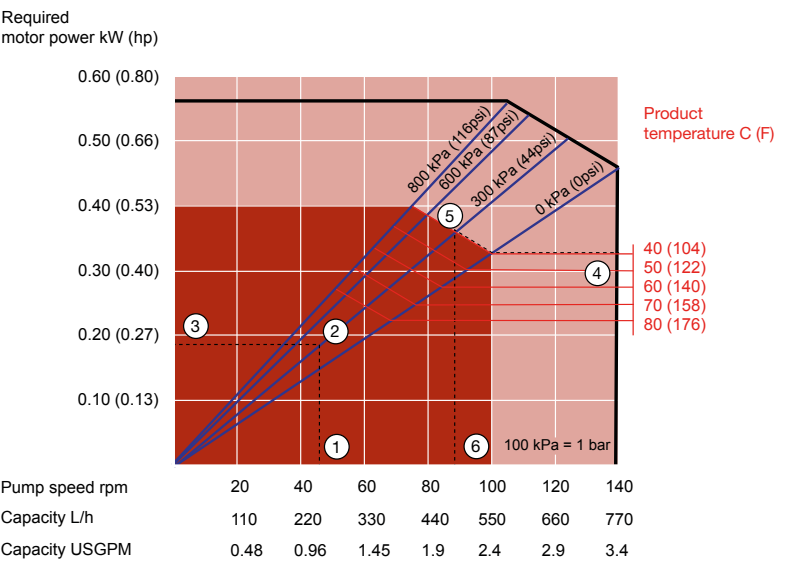 Required
motor power kW (hp)
0.60 (0.80)
0.50 (0.66)
0.40 (0.53)
0.30 (0.40)
0.20 (0.27)
0.10 (0.13)
800 kPa (116psi)
600 kPa (87psi)
300 kPa (44psi)
0 kPa (0psi)
Product
temperature C (F)
40 (104)
50 (122)
60 (140)
70 (158)
80 (176)
5
4
3
2
1
6
100 kPa = 1 bar
Pump speed rpm 20 40 60 80 100 120 140
Capacity L/h 110 220 330 440 550 660 770
Capacity USGPM 0.48 0.96 1.45 1.9 2.4 2.9 3.4